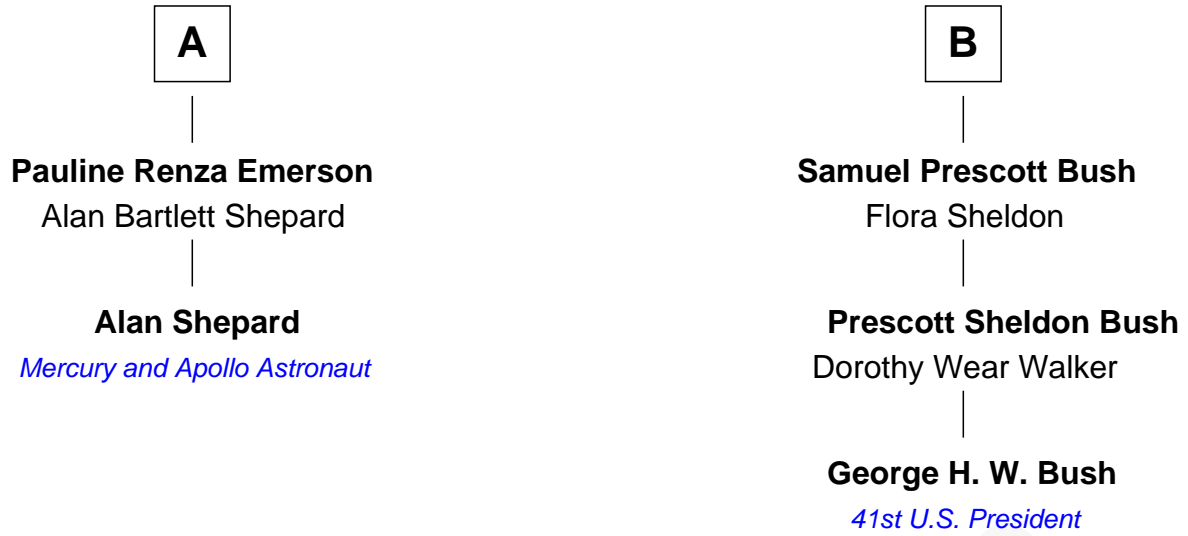 A
Pauline Renza Emerson
Alan Bartlett Shepard
Alan Shepard
Mercury and Apollo Astronaut
B
Samuel Prescott Bush
Flora Sheldon
Prescott Sheldon Bush
Dorothy Wear Walker
George H. W. Bush
41st U.S. President